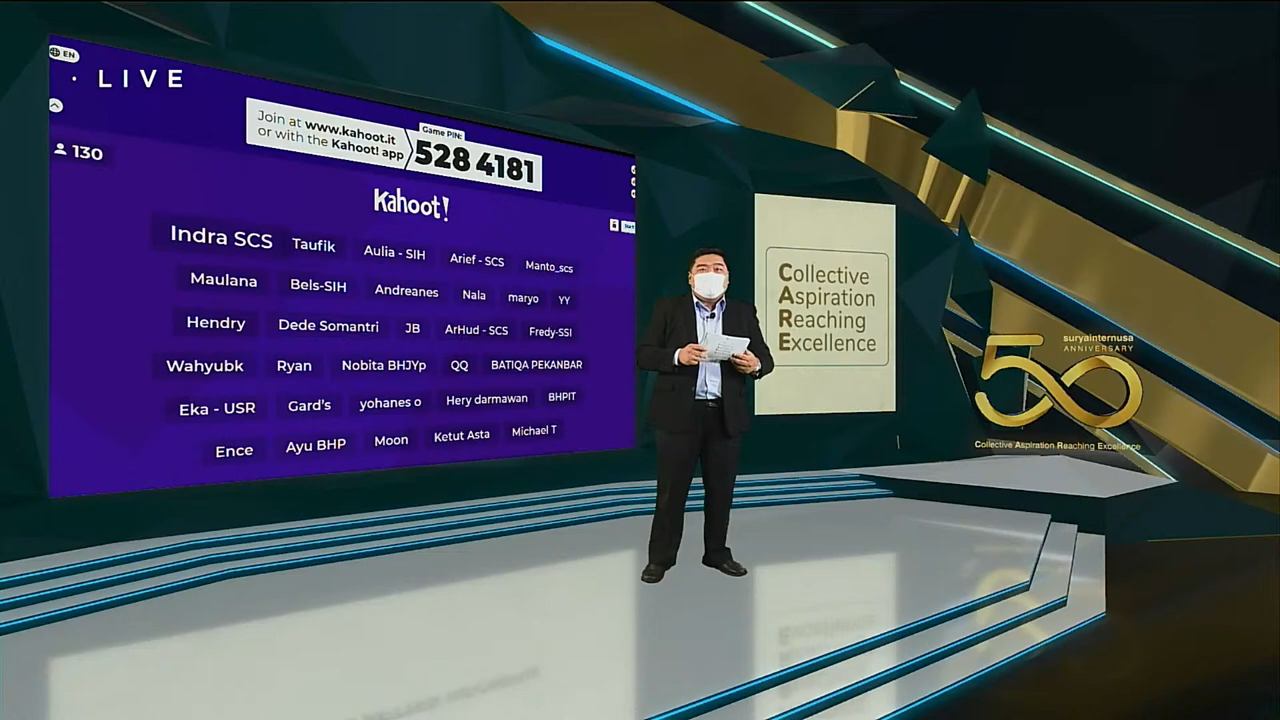 EN
LIVE
Join at www.kahoot.it
or with the Kahoot! app
Game PIN:
528 4181
130
Kahoot!
Indra SCS Taufik Aulia - SIH Arief - SCS Manto_scs
Maulana Bels-SIH Andreanes Nala maryo YY
Hendry Dede Somantri JB ArHud - SCS Fredy-SSI
Wahyubk Ryan Nobita BHJYp QQ BATIQA PEKANBAR
Eka - USR Gard's yohanes o Hery darmawan BHPIT
Ence Ayu BHP Moon Ketut Asta Michael T
Collective
Aspiration
Reaching
Excellence
50
suryainternusa
ANNIVERSARY
Collective Aspiration Reaching Excellence